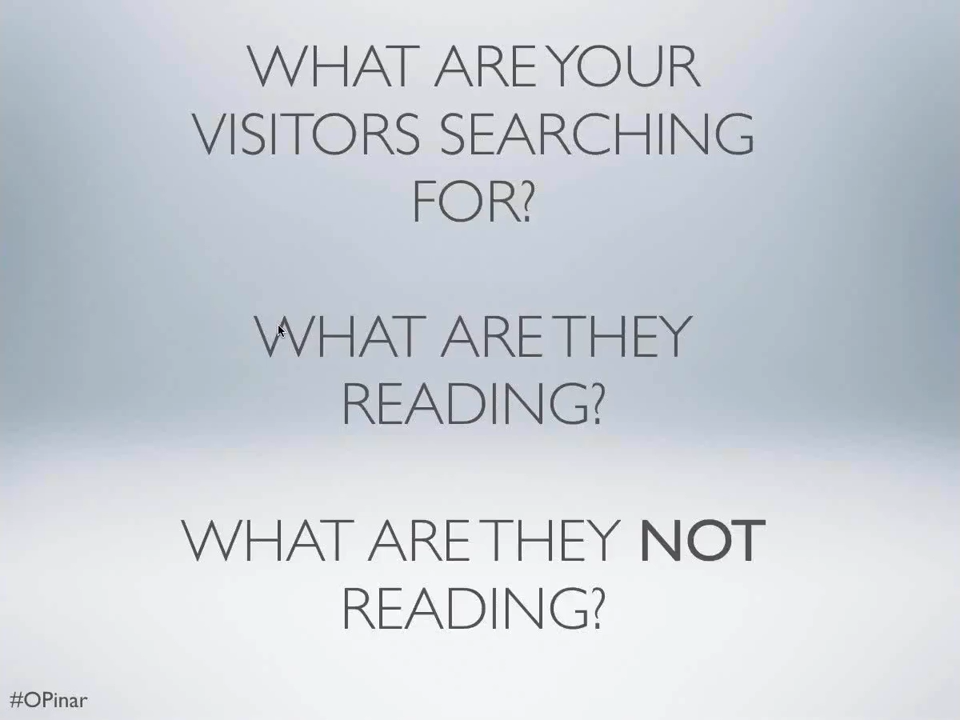 WHAT ARE YOUR
VISITORS SEARCHING
FOR?
WHAT ARE THEY
READING?
WHAT ARE THEY NOT
READING?
#OPinar